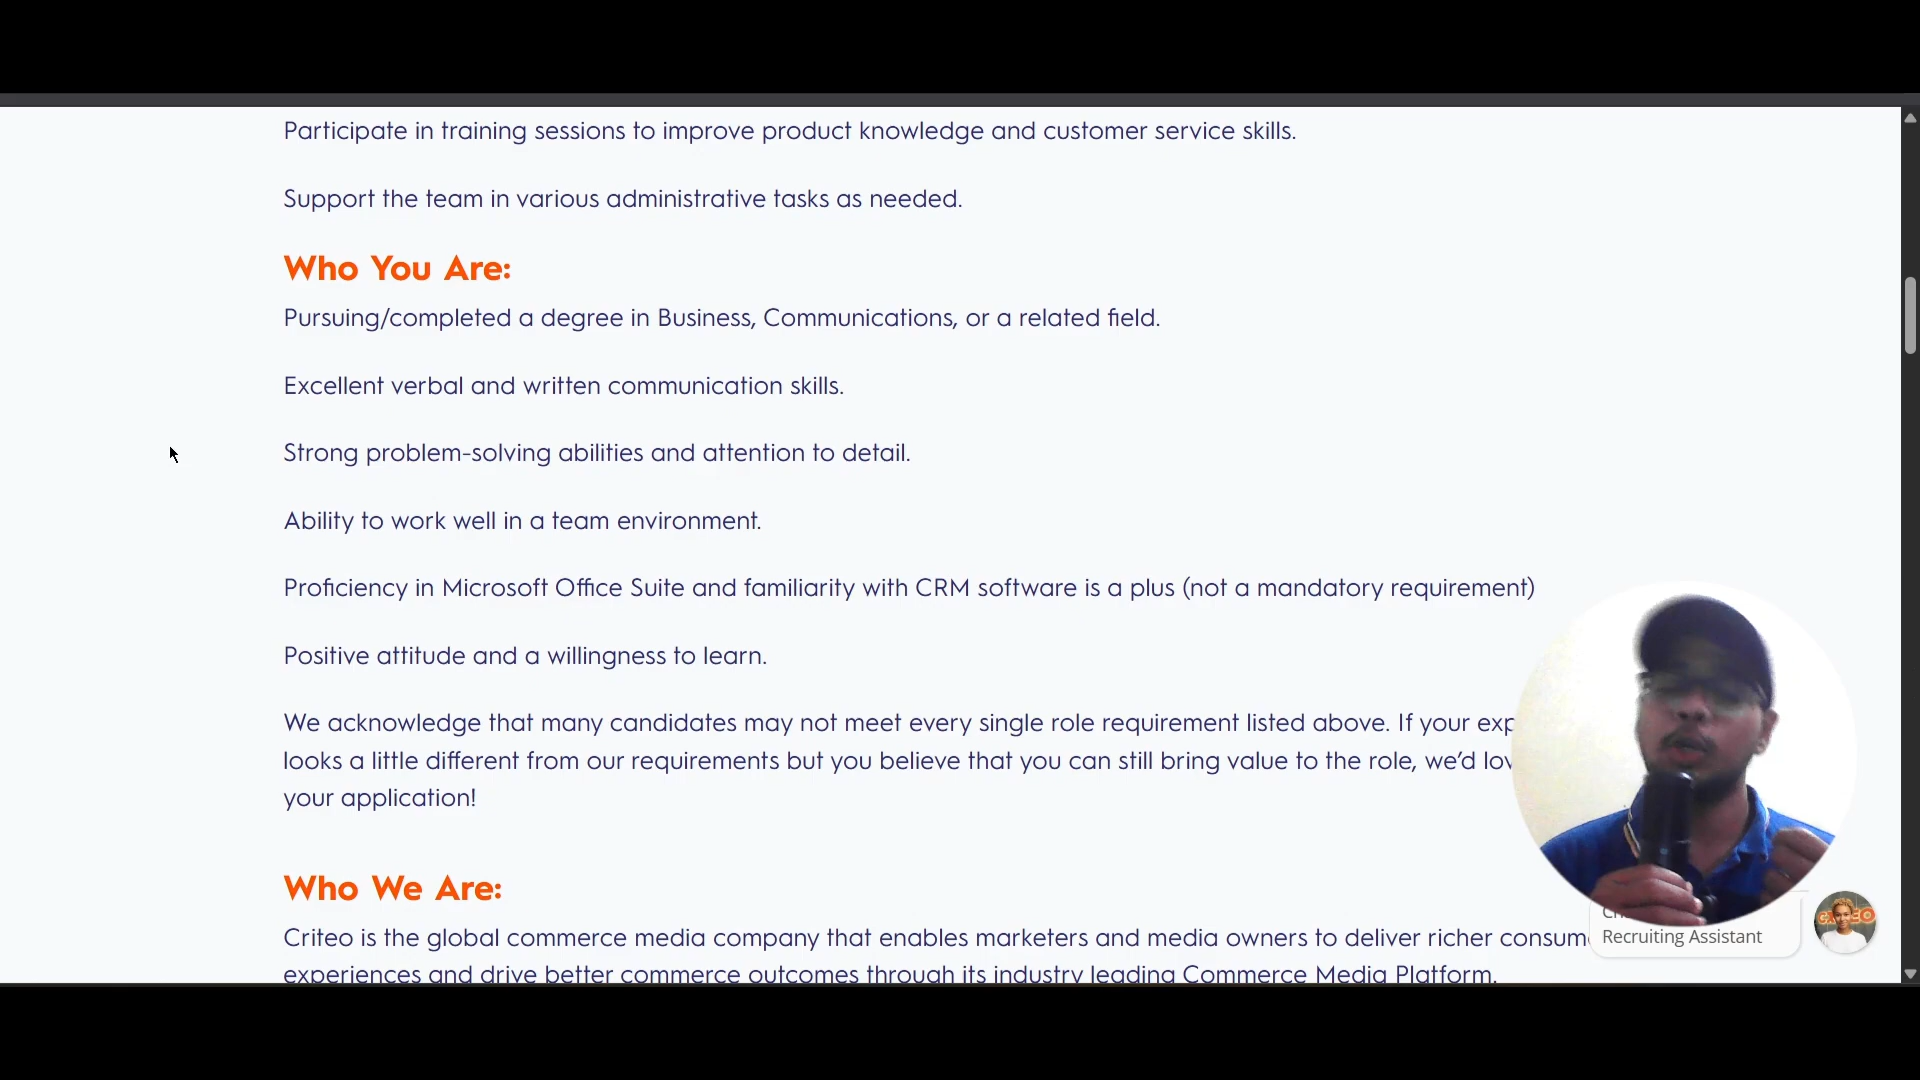 Participate in training sessions to improve product knowledge and customer service skills.
Support the team in various administrative tasks as needed.
Who You Are:
Pursuing/completed a degree in Business, Communications, or a related field.
Excellent verbal and written communication skills.
Strong problem-solving abilities and attention to detail.
Ability to work well in a team environment.
Proficiency in Microsoft Office Suite and familiarity with CRM software is a plus (not a mandatory requirement)
Positive attitude and a willingness to learn.
We acknowledge that many candidates may not meet every single role requirement listed above. If your
looks a little different from our requirements but you believe that you can still bring value to the role, we’d
your application!
Who We Are:
Criteo is the global commerce media company that enables marketers and media owners to deliver richer
experiences and drive better commerce outcomes through its industry leading Commerce Media Platform.
Recruiting Assistant